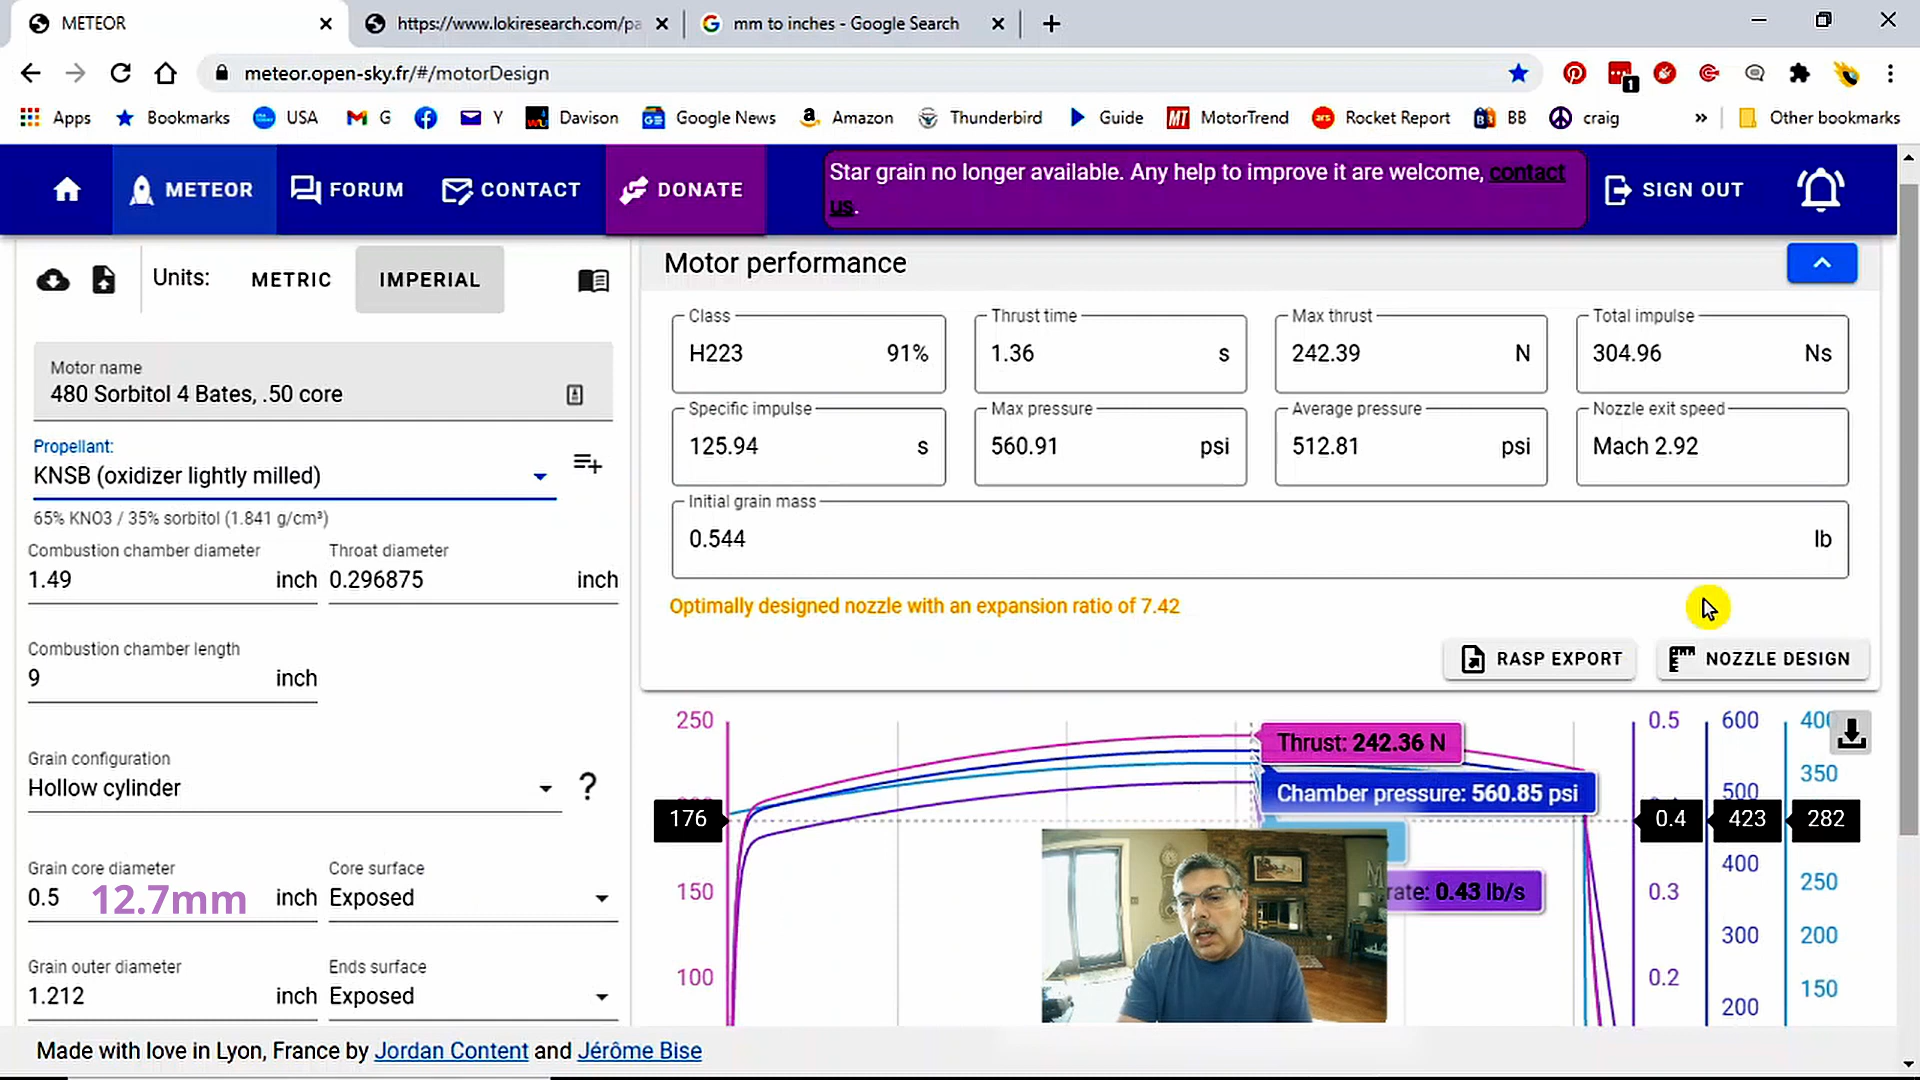 METEOR
https://www.lokiresearch.com/pa
mm to inches - Google Search
meteor.open-sky.fr/#/motorDesign
1
Apps
Bookmarks
USA
G
Y
Davison
Google News
Amazon
Thunderbird
Guide
MT MotorTrend
ars Rocket Report
BB
craig
»
Other bookmarks
METEOR
FORUM
CONTACT
DONATE
Star grain no longer available. Any help to improve it are welcome, contact
us.
SIGN OUT
Units:
METRIC
IMPERIAL
Motor name
480 Sorbitol 4 Bates, .50 core
Propellant:
KNSB (oxidizer lightly milled)
65% KNO3 / 35% sorbitol (1.841 g/cm³)
Combustion chamber diameter
1.49 inch
Throat diameter
0.296875 inch
Combustion chamber length
9 inch
Grain configuration
Hollow cylinder
?
Grain core diameter
0.5 12.7mm inch
Core surface
Exposed
Grain outer diameter
1.212 inch
Ends surface
Exposed
Motor performance
Class
H223 91%
Thrust time
1.36 s
Max thrust
242.39 N
Total impulse
304.96 Ns
Specific impulse
125.94 s
Max pressure
560.91 psi
Average pressure
512.81 psi
Nozzle exit speed
Mach 2.92
Initial grain mass
0.544 lb
Optimally designed nozzle with an expansion ratio of 7.42
RASP EXPORT
NOZZLE DESIGN
250
176
150
100
Thrust: 242.36 N
Chamber pressure: 560.85 psi
rate: 0.43 lb/s
0.5
0.4
0.3
0.2
600
500
423
400
300
200
400
350
282
250
200
150
Made with love in Lyon, France by Jordan Content and Jérôme Bise